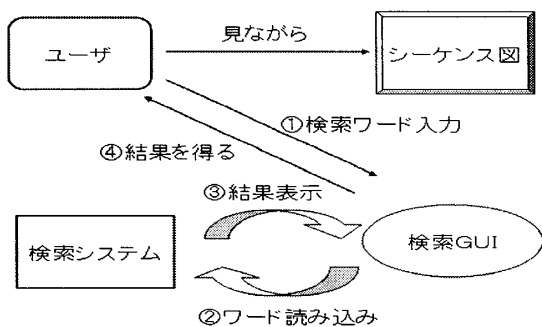 見ながら
ユーザ
シーケンス図
①検索ワード入力
④結果を得る
③結果表示
検索システム
検索GUI
②ワード読み込み